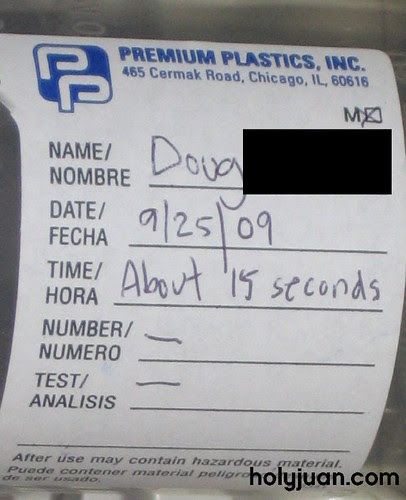 PP
PREMIUM PLASTICS, INC.
465 Cermak Road, Chicago, IL, 60616
NAME/ Doug
NOMBRE
DATE/ 9/25/09
FECHA
TIME/ About 15 seconds
HORA
NUMBER/ —
NUMERO
TEST/ —
ANALISIS
After use may contain hazardous material.
Puede contener material
de ser usado.
holyjuan.com